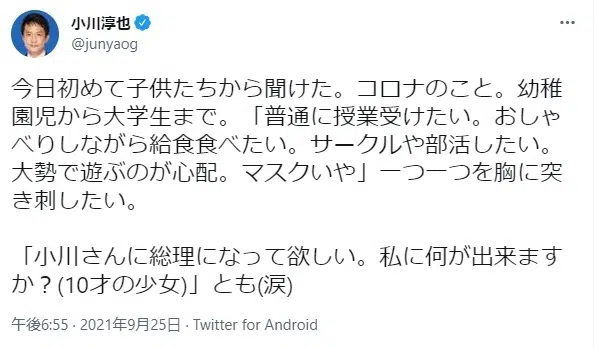 小川淳也
@junyaog
今日初めて子供たちから聞けた。コロナのこと。幼稚
園児から大学生まで。「普通に授業受けたい。おしゃ
べりしながら給食食べたい。サークルや部活したい。
大勢で遊ぶのが心配。マスクいや」一つ一つを胸に突
き刺したい。
「小川さんに総理になって欲しい。私に何が出来ます
か？(10才の少女)」とも(涙)
午後6:55 · 2021年9月25日 · Twitter for Android